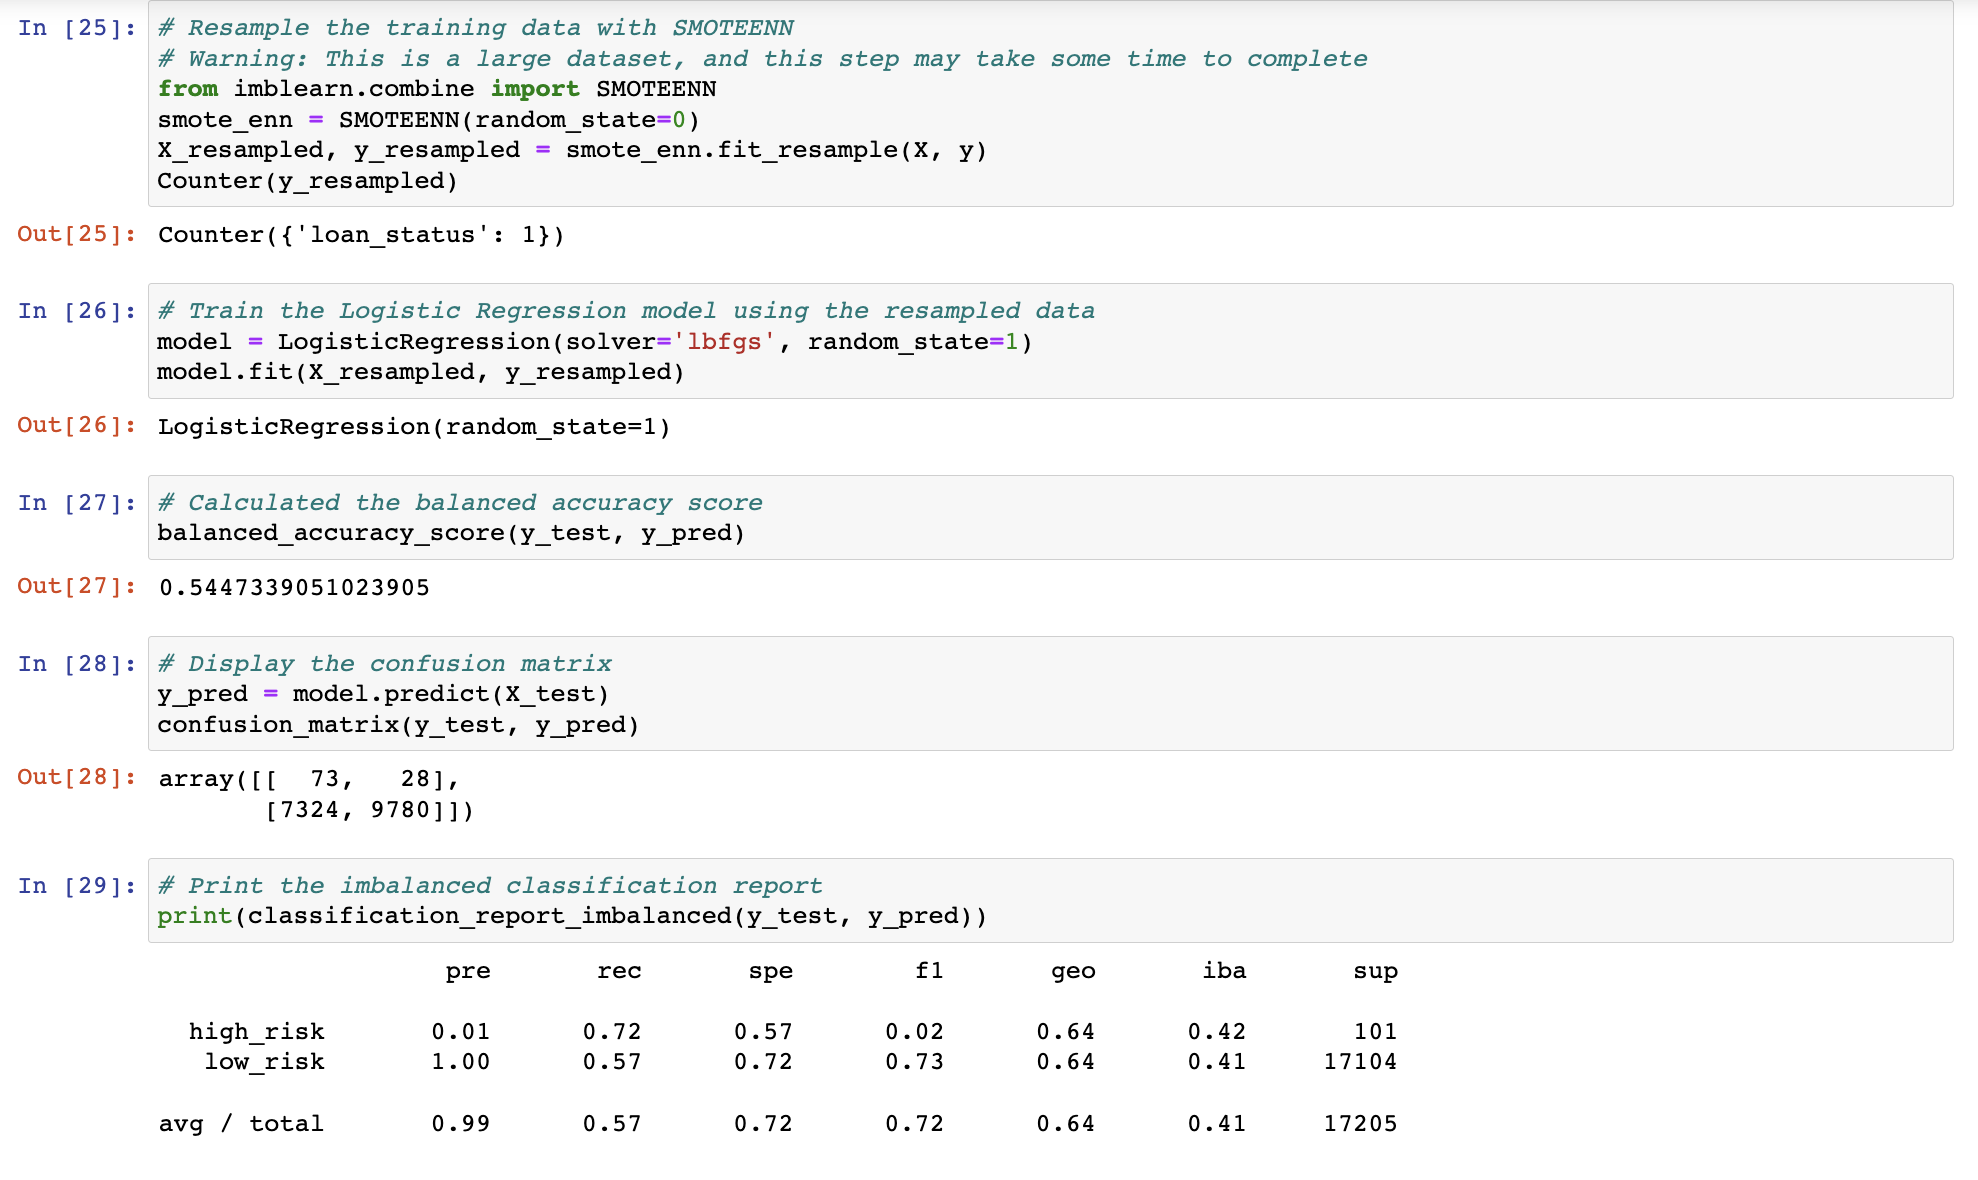 In [25]: # Resample the training data with SMOTEENN
# Warning: This is a large dataset, and this step may take some time to complete
from imblearn.combine import SMOTEENN
smote_enn = SMOTEENN(random_state=0)
X_resampled, y_resampled = smote_enn.fit_resample(X, y)
Counter(y_resampled)
Out[25]: Counter({'loan_status': 1})
In [26]: # Train the Logistic Regression model using the resampled data
model = LogisticRegression(solver='lbfgs', random_state=1)
model.fit(X_resampled, y_resampled)
Out[26]: LogisticRegression(random_state=1)
In [27]: # Calculated the balanced accuracy score
balanced_accuracy_score(y_test, y_pred)
Out[27]: 0.5447339051023905
In [28]: # Display the confusion matrix
y_pred = model.predict(X_test)
confusion_matrix(y_test, y_pred)
Out[28]: array([[  73,   28],
       [7324, 9780]])
In [29]: # Print the imbalanced classification report
print(classification_report_imbalanced(y_test, y_pred))
pre rec spe f1 geo iba sup
high_risk 0.01 0.72 0.57 0.02 0.64 0.42 101
low_risk 1.00 0.57 0.72 0.73 0.64 0.41 17104
avg / total 0.99 0.57 0.72 0.72 0.64 0.41 17205